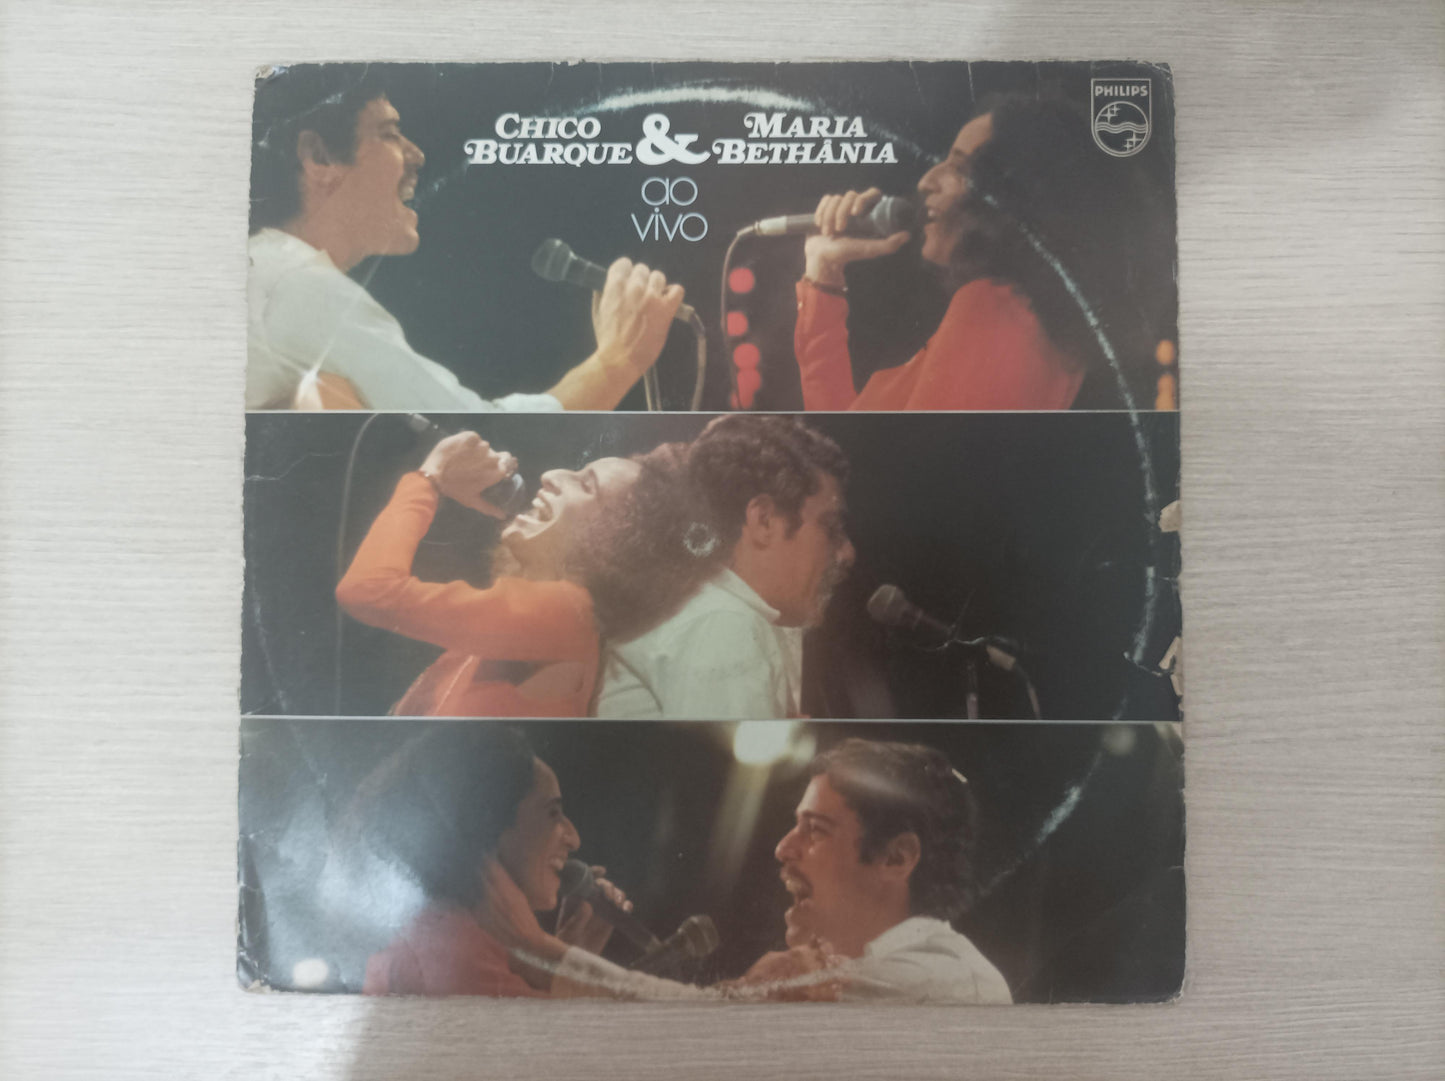 CHICO
BUARQUE
&
MARIA
BETHÂNIA
ao
vivo
PHILIPS